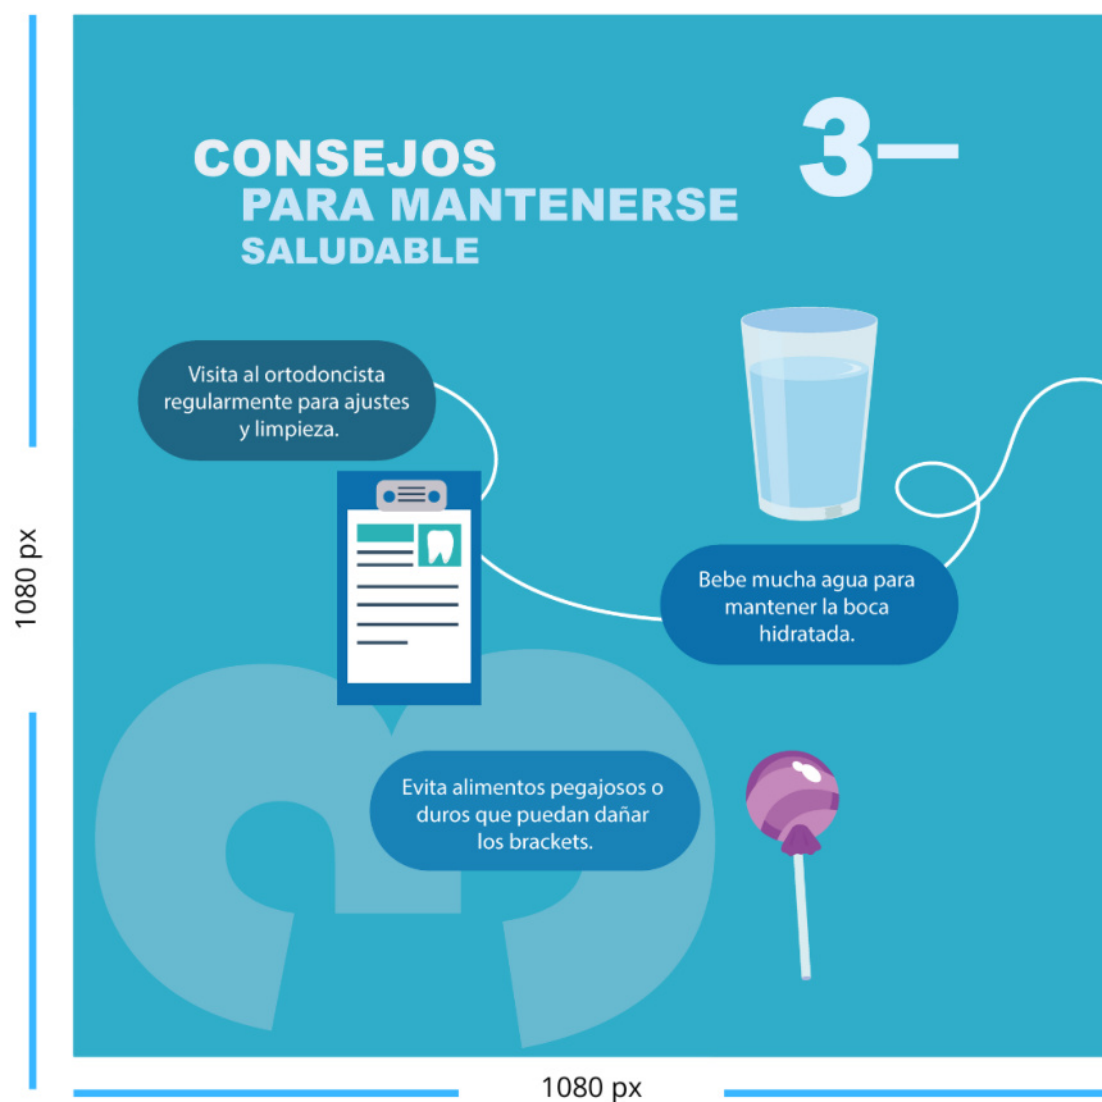 3–
CONSEJOS
PARA MANTENERSE
SALUDABLE
Visita al ortodoncista
regularmente para ajustes
y limpieza.
Bebe mucha agua para
mantener la boca
hidratada.
Evita alimentos pegajosos o
duros que puedan dañar
los brackets.
3
1080 px
1080 px